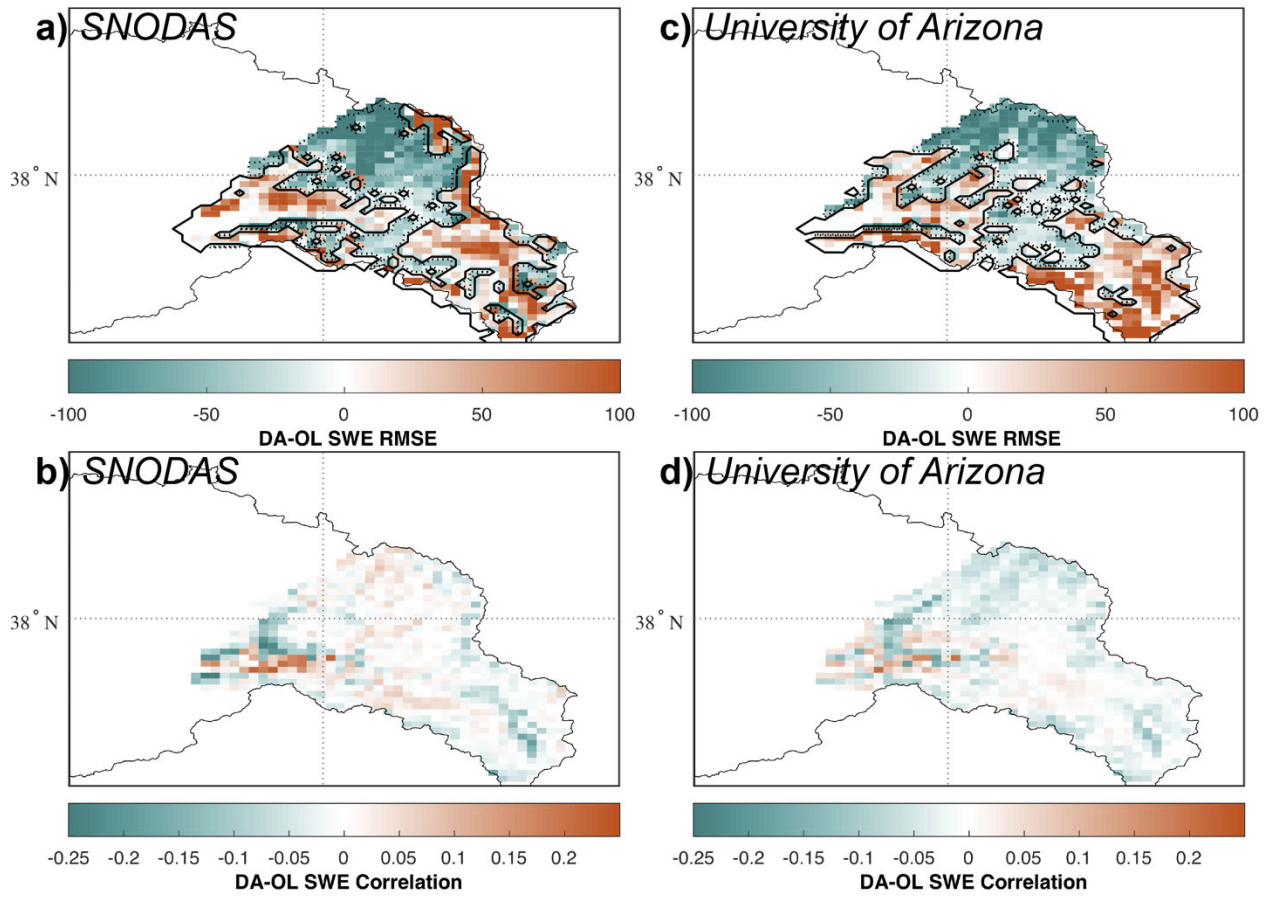 a) SNODAS
c) University of Arizona
38° N
38° N
-100 -50 0 50 100
DA-OL SWE RMSE
-100 -50 0 50 100
DA-OL SWE RMSE
b) SNODAS
d) University of Arizona
38° N
38° N
-0.25 -0.2 -0.15 -0.1 -0.05 0 0.05 0.1 0.15 0.2
DA-OL SWE Correlation
-0.25 -0.2 -0.15 -0.1 -0.05 0 0.05 0.1 0.15 0.2
DA-OL SWE Correlation